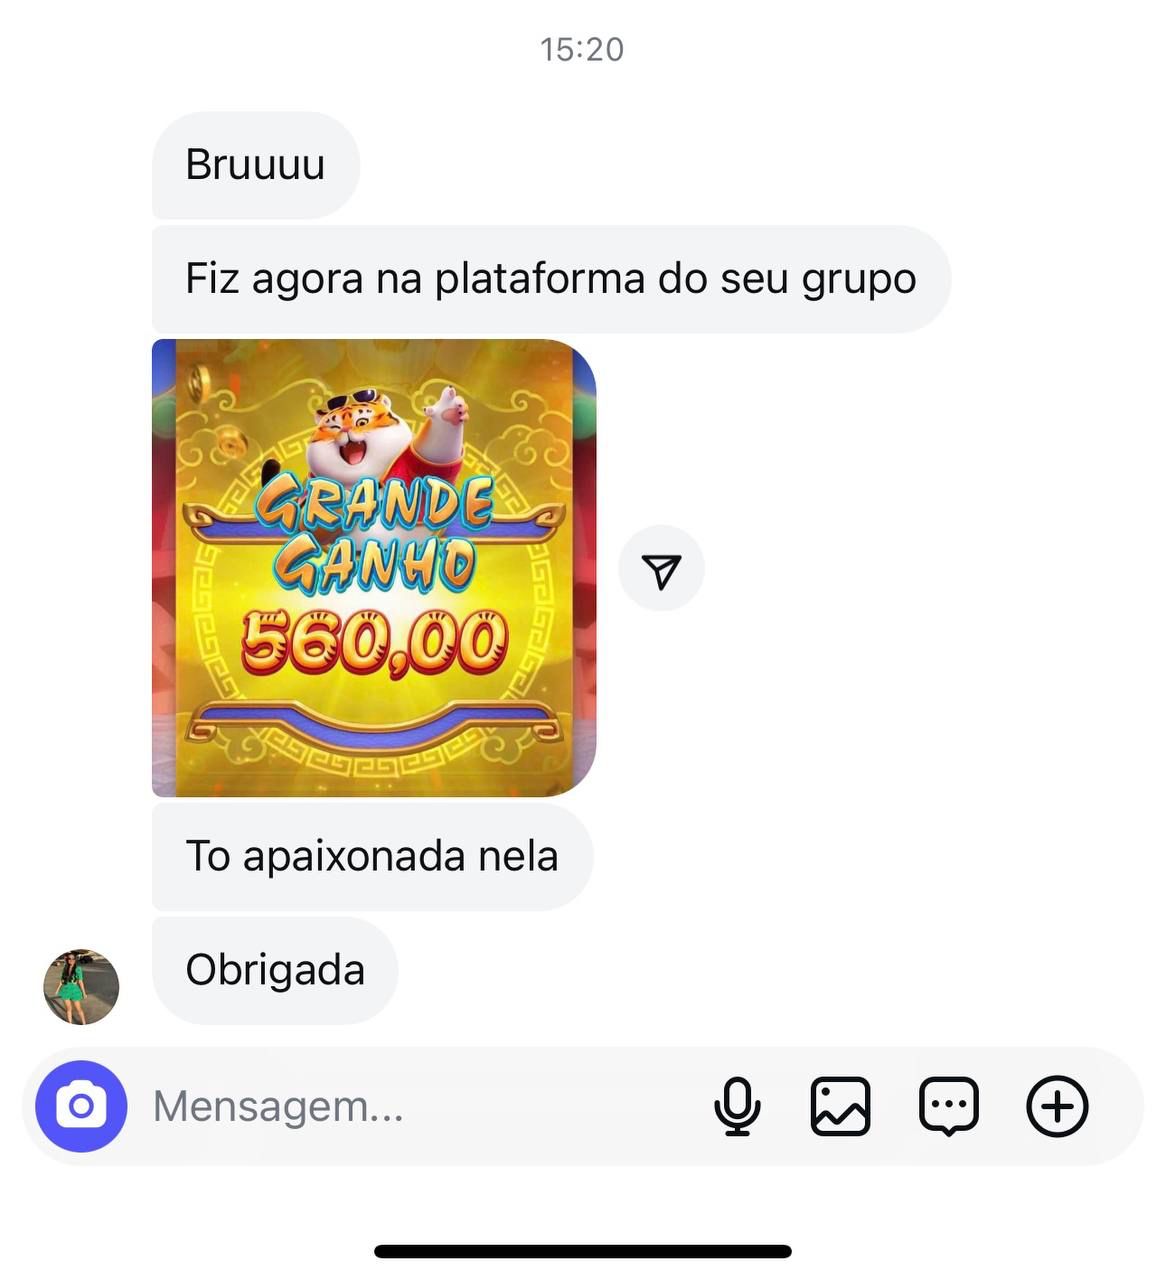 15:20
Bruuuu
Fiz agora na plataforma do seu grupo
GRANDE
GANHO
560,00
To apaixonada nela
Obrigada
Mensagem...